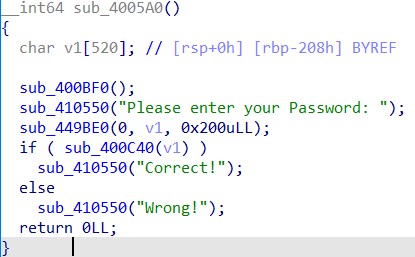 __int64 sub_4005A0()
{
char v1[520]; // [rsp+0h] [rbp-208h] BYREF
sub_400BF0();
sub_410550("Please enter your Password: ");
sub_449BE0(0, v1, 0x200uLL);
if ( sub_400C40(v1) )
sub_410550("Correct!");
else
sub_410550("Wrong!");
return 0LL;
}